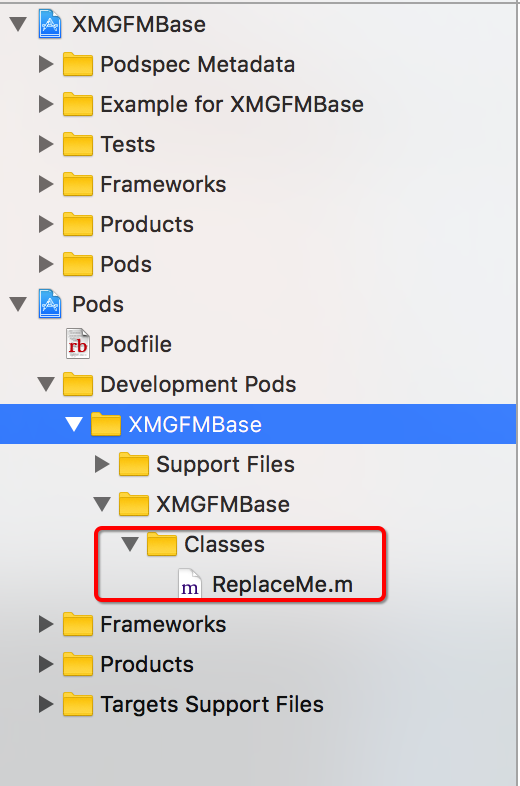 XMGFMBase
Podspec Metadata
Example for XMGFMBase
Tests
Frameworks
Products
Pods
Pods
rb Podfile
Development Pods
XMGFMBase
Support Files
XMGFMBase
Classes
m ReplaceMe.m
Frameworks
Products
Targets Support Files